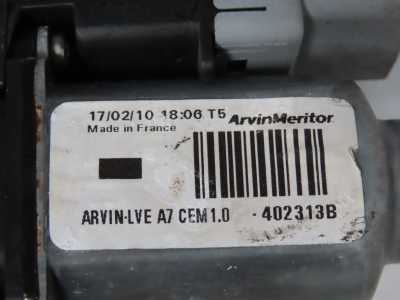 17/02/10 18:06 T5 ArvinMeritor
Made in France
ARVIN-LVE A7 CEM1.0 · 402313B